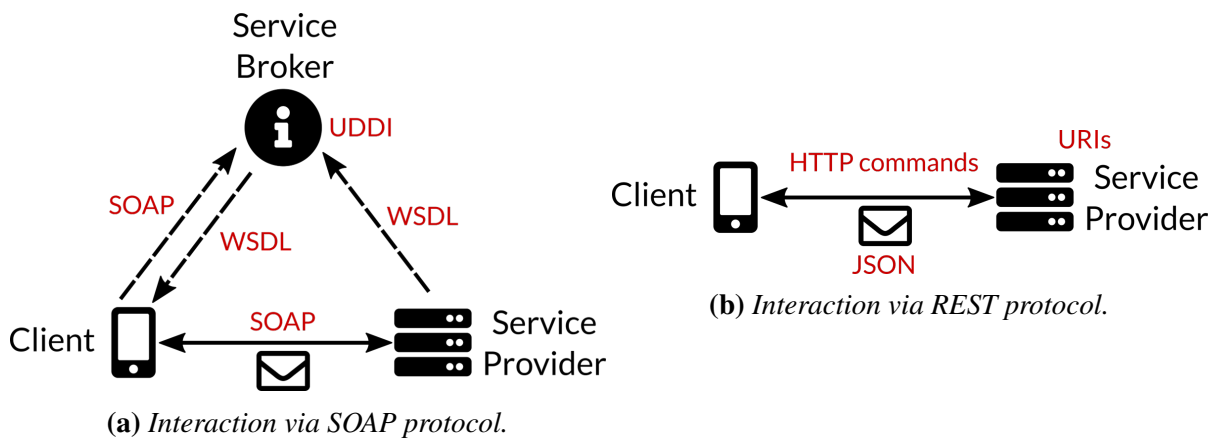 Service
Broker
UDDI
SOAP
WSDL
WSDL
Client
SOAP
Service
Provider
(a) Interaction via SOAP protocol.
URIs
HTTP commands
Client
Service
Provider
JSON
(b) Interaction via REST protocol.